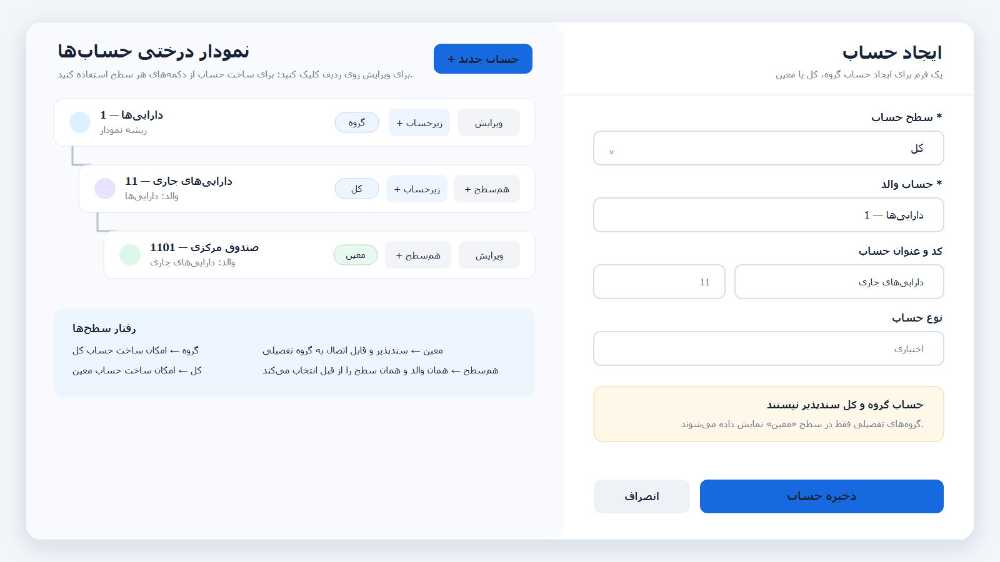 ایجاد حساب
یک فرم برای ایجاد حساب گروه، کل یا معین
* سطح حساب
کل
v
* حساب والد
دارایی‌ها — 1
کد و عنوان حساب
دارایی‌های جاری
11
نوع حساب
اختیاری
حساب گروه و کل سندپذیر نیستند
گروه‌های تفصیلی فقط در سطح «معین» نمایش داده می‌شوند.
ذخیره حساب
انصراف
نمودار درختی حساب‌ها
حساب جدید +
برای ویرایش روی ردیف کلیک کنید؛ برای ساخت حساب از دکمه‌های هر سطح استفاده کنید.
دارایی‌ها — 1
ریشه نمودار
گروه
زیرحساب +
ویرایش
دارایی‌های جاری — 11
والد: دارایی‌ها
کل
زیرحساب +
هم‌سطح +
صندوق مرکزی — 1101
والد: دارایی‌های جاری
معین
هم‌سطح +
ویرایش
رفتار سطح‌ها
گروه ← امکان ساخت حساب کل
معین ← سندپذیر و قابل اتصال به گروه تفصیلی
کل ← امکان ساخت حساب معین
هم‌سطح ← همان والد و همان سطح را از قبل انتخاب می‌کند